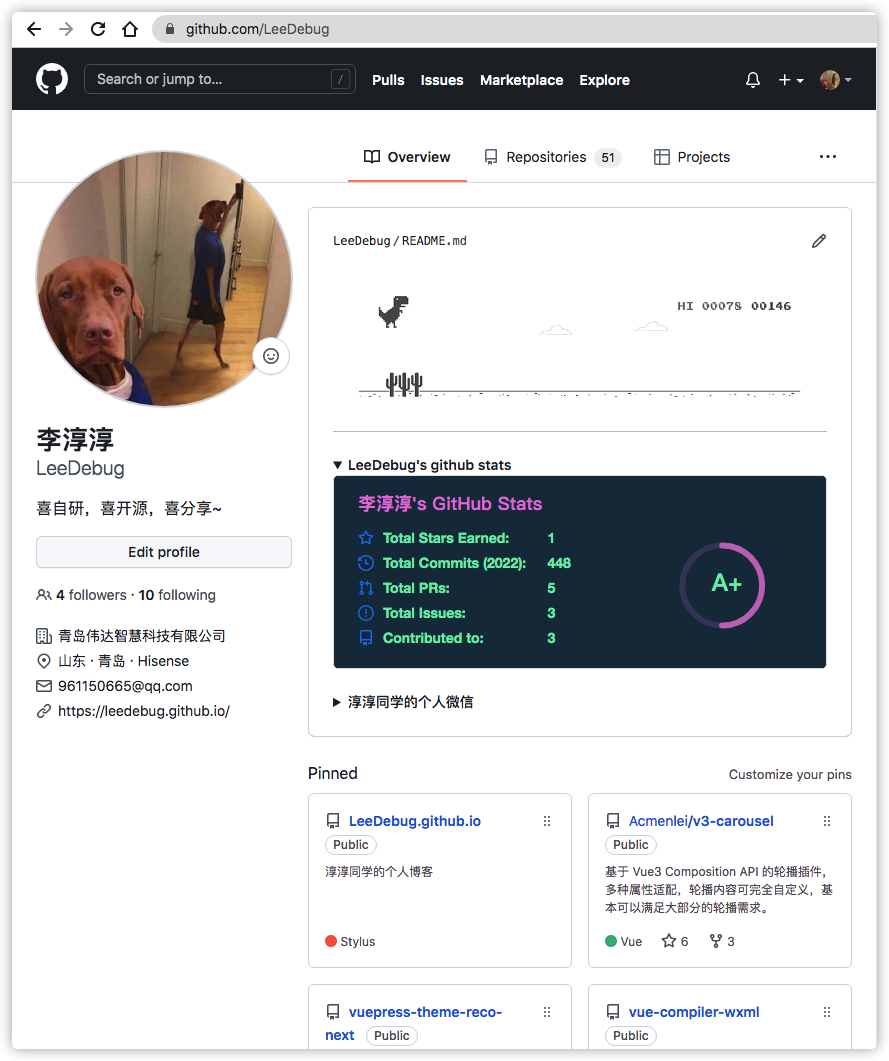 github.com/LeeDebug
Search or jump to... /
Pulls Issues Marketplace Explore
Overview Repositories 51 Projects
LeeDebug/README.md
HI 00078 00146
李淳淳
LeeDebug
喜自研，喜开源，喜分享~
Edit profile
4 followers · 10 following
青岛伟达智慧科技有限公司
山东 · 青岛 · Hisense
961150665@qq.com
https://leedebug.github.io/
LeeDebug's github stats
李淳淳's GitHub Stats
Total Stars Earned: 1
Total Commits (2022): 448
Total PRs: 5
Total Issues: 3
Contributed to: 3
A+
淳淳同学的个人微信
Pinned
Customize your pins
LeeDebug.github.io
Public
淳淳同学的个人博客
Stylus
Acmenlei/v3-carousel
Public
基于 Vue3 Composition API 的轮播插件，
多种属性适配，轮播内容可完全自定义，基
本可以满足大部分的轮播需求。
Vue 6 3
vuepress-theme-reco-
next Public
vue-compiler-wxml
Public